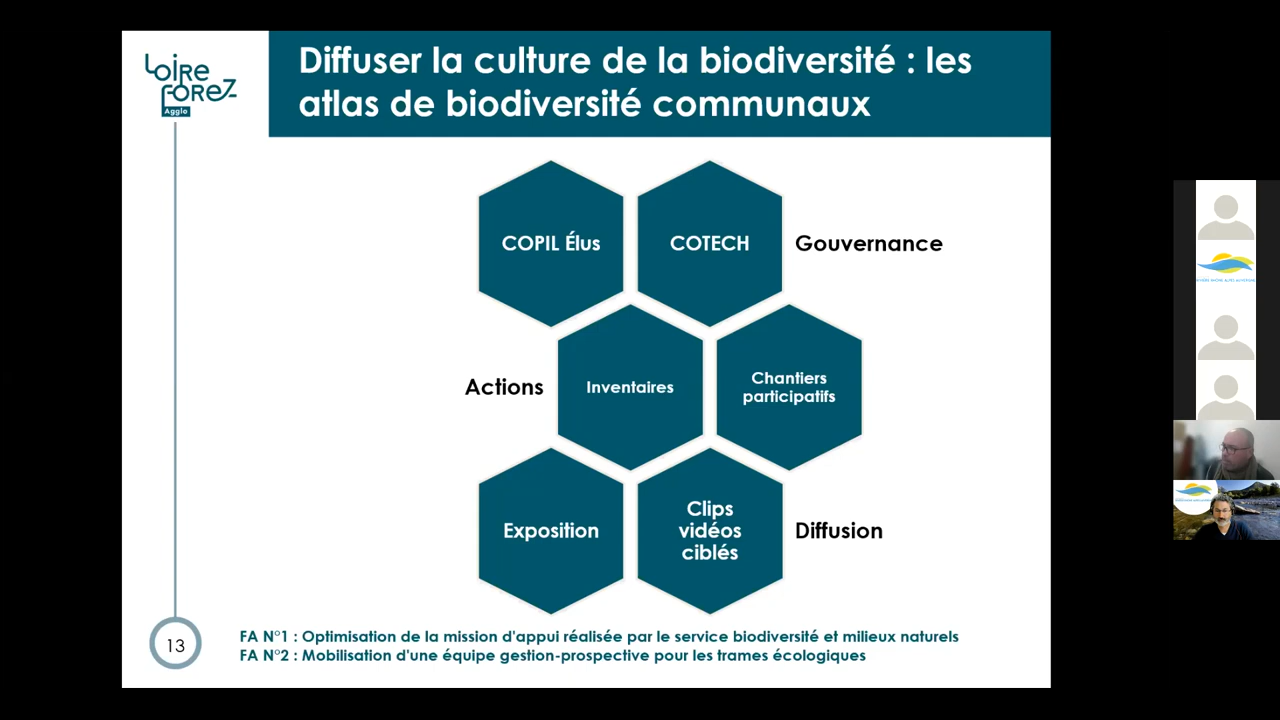 Loire
Forez
Agglo
Diffuser la culture de la biodiversité : les
atlas de biodiversité communaux
COPIL Élus
COTECH
Gouvernance
Actions
Inventaires
Chantiers
participatifs
Exposition
Clips
vidéos
ciblés
Diffusion
FA N°1 : Optimisation de la mission d'appui réalisée par le service biodiversité et milieux naturels
FA N°2 : Mobilisation d'une équipe gestion-prospective pour les trames écologiques
13